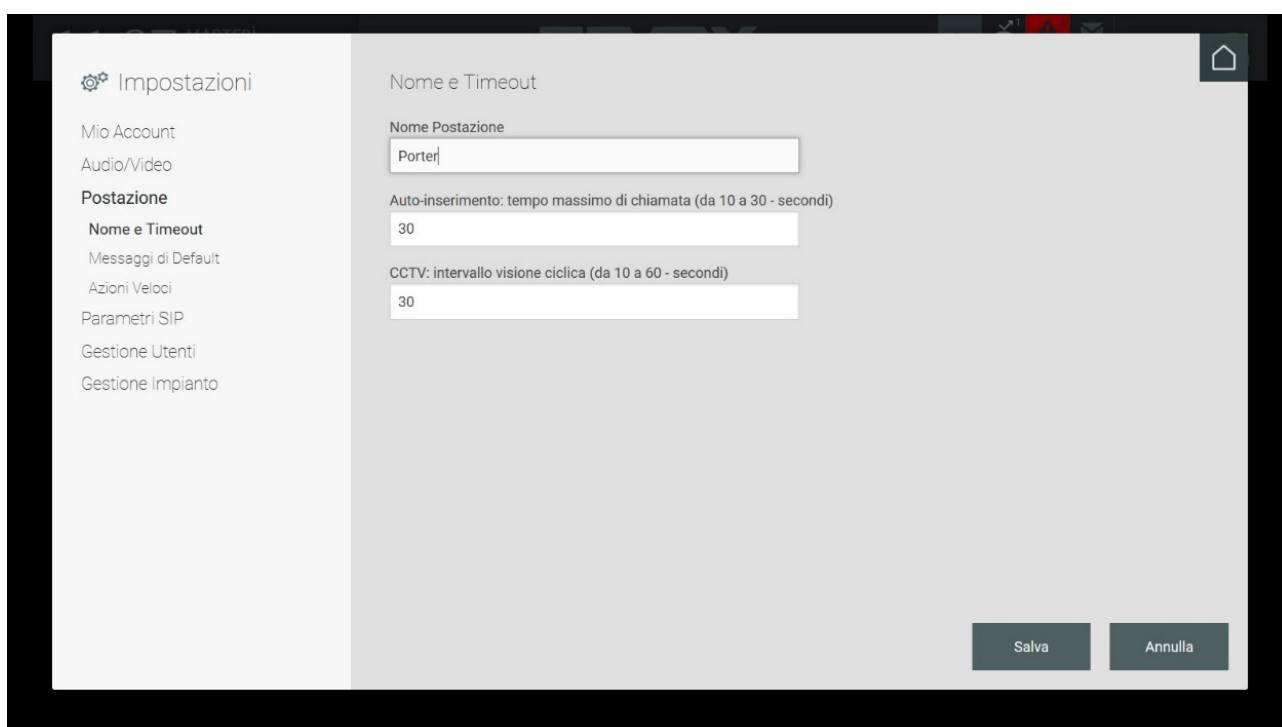 Impostazioni
Mio Account
Audio/Video
Postazione
Nome e Timeout
Messaggi di Default
Azioni Veloci
Parametri SIP
Gestione Utenti
Gestione Impianto
Nome e Timeout
Nome Postazione
Porter
Auto-inserimento: tempo massimo di chiamata (da 10 a 30 - secondi)
30
CCTV: intervallo visione ciclica (da 10 a 60 - secondi)
30
Salva
Annulla